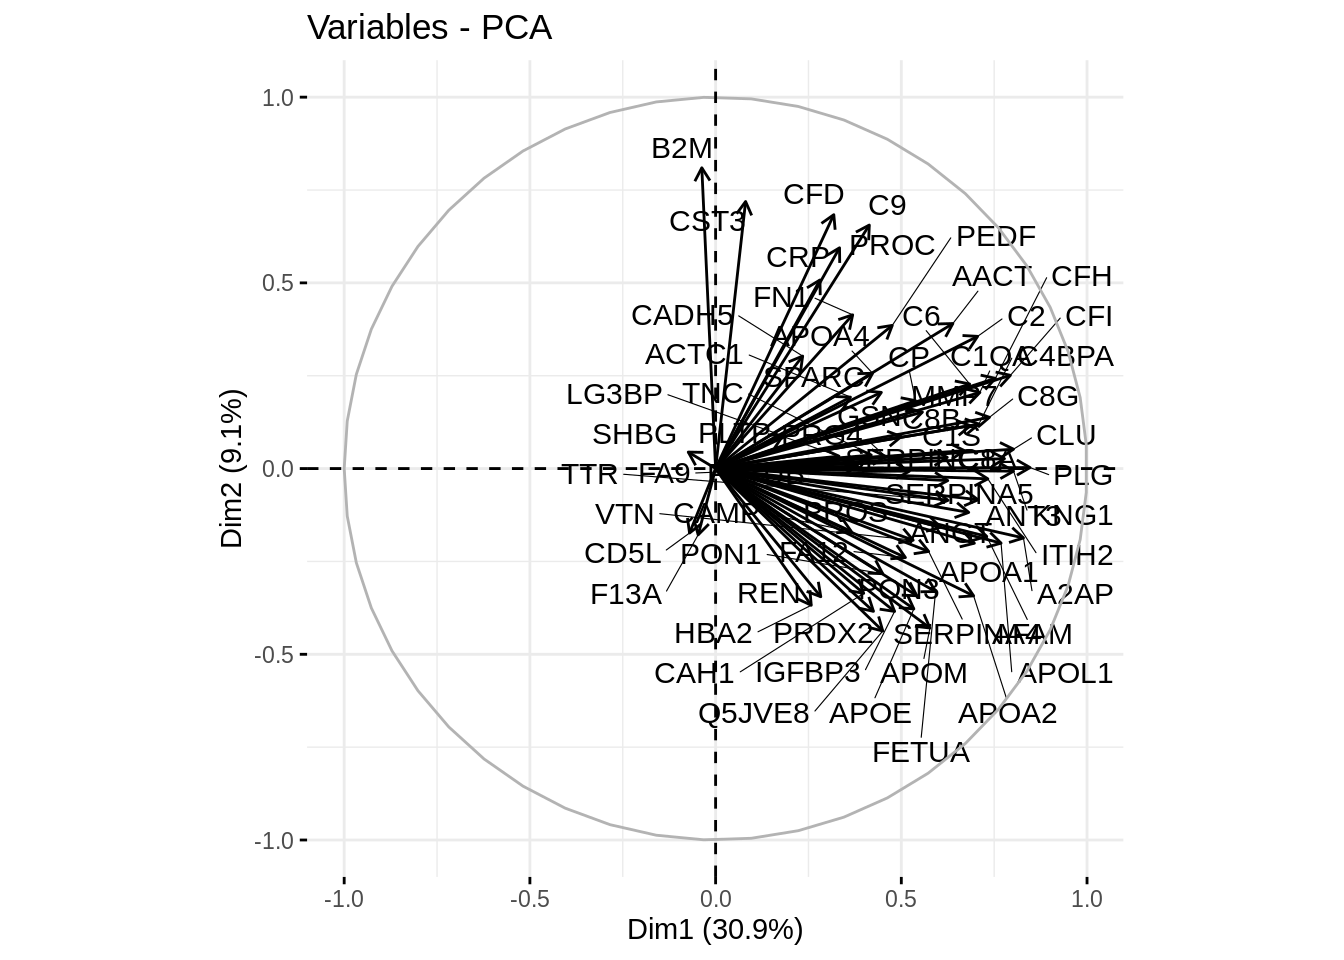 Variables - PCA
1.0
B2M
CFD
C9
CST3
PROC
PEDF
CRP
AACT
CFH
0.5
FN1
CADH5
C6
C2
CFI
APOA4
ACTC1
CP
C1QA
C4BPA
SPARC
LG3BP
TNC
C8G
GSN
C8B
SHBG
C1S
CLU
0.0
TTR
FA9
PLG
SERPINA5
VTN
CAMP
PROS
ANT3
KNG1
ANGT
CD5L
PON1
FA12
ITIH2
APOA1
F13A
REN
PON3
A2AP
HBA2
PRDX2
-0.5
CAH1
IGFBP3
APOM
APOL1
Q5JVE8
APOE
APOA2
FETUA
-1.0
-1.0
-0.5
0.0
0.5
1.0
Dim1 (30.9%)
Dim2 (9.1%)